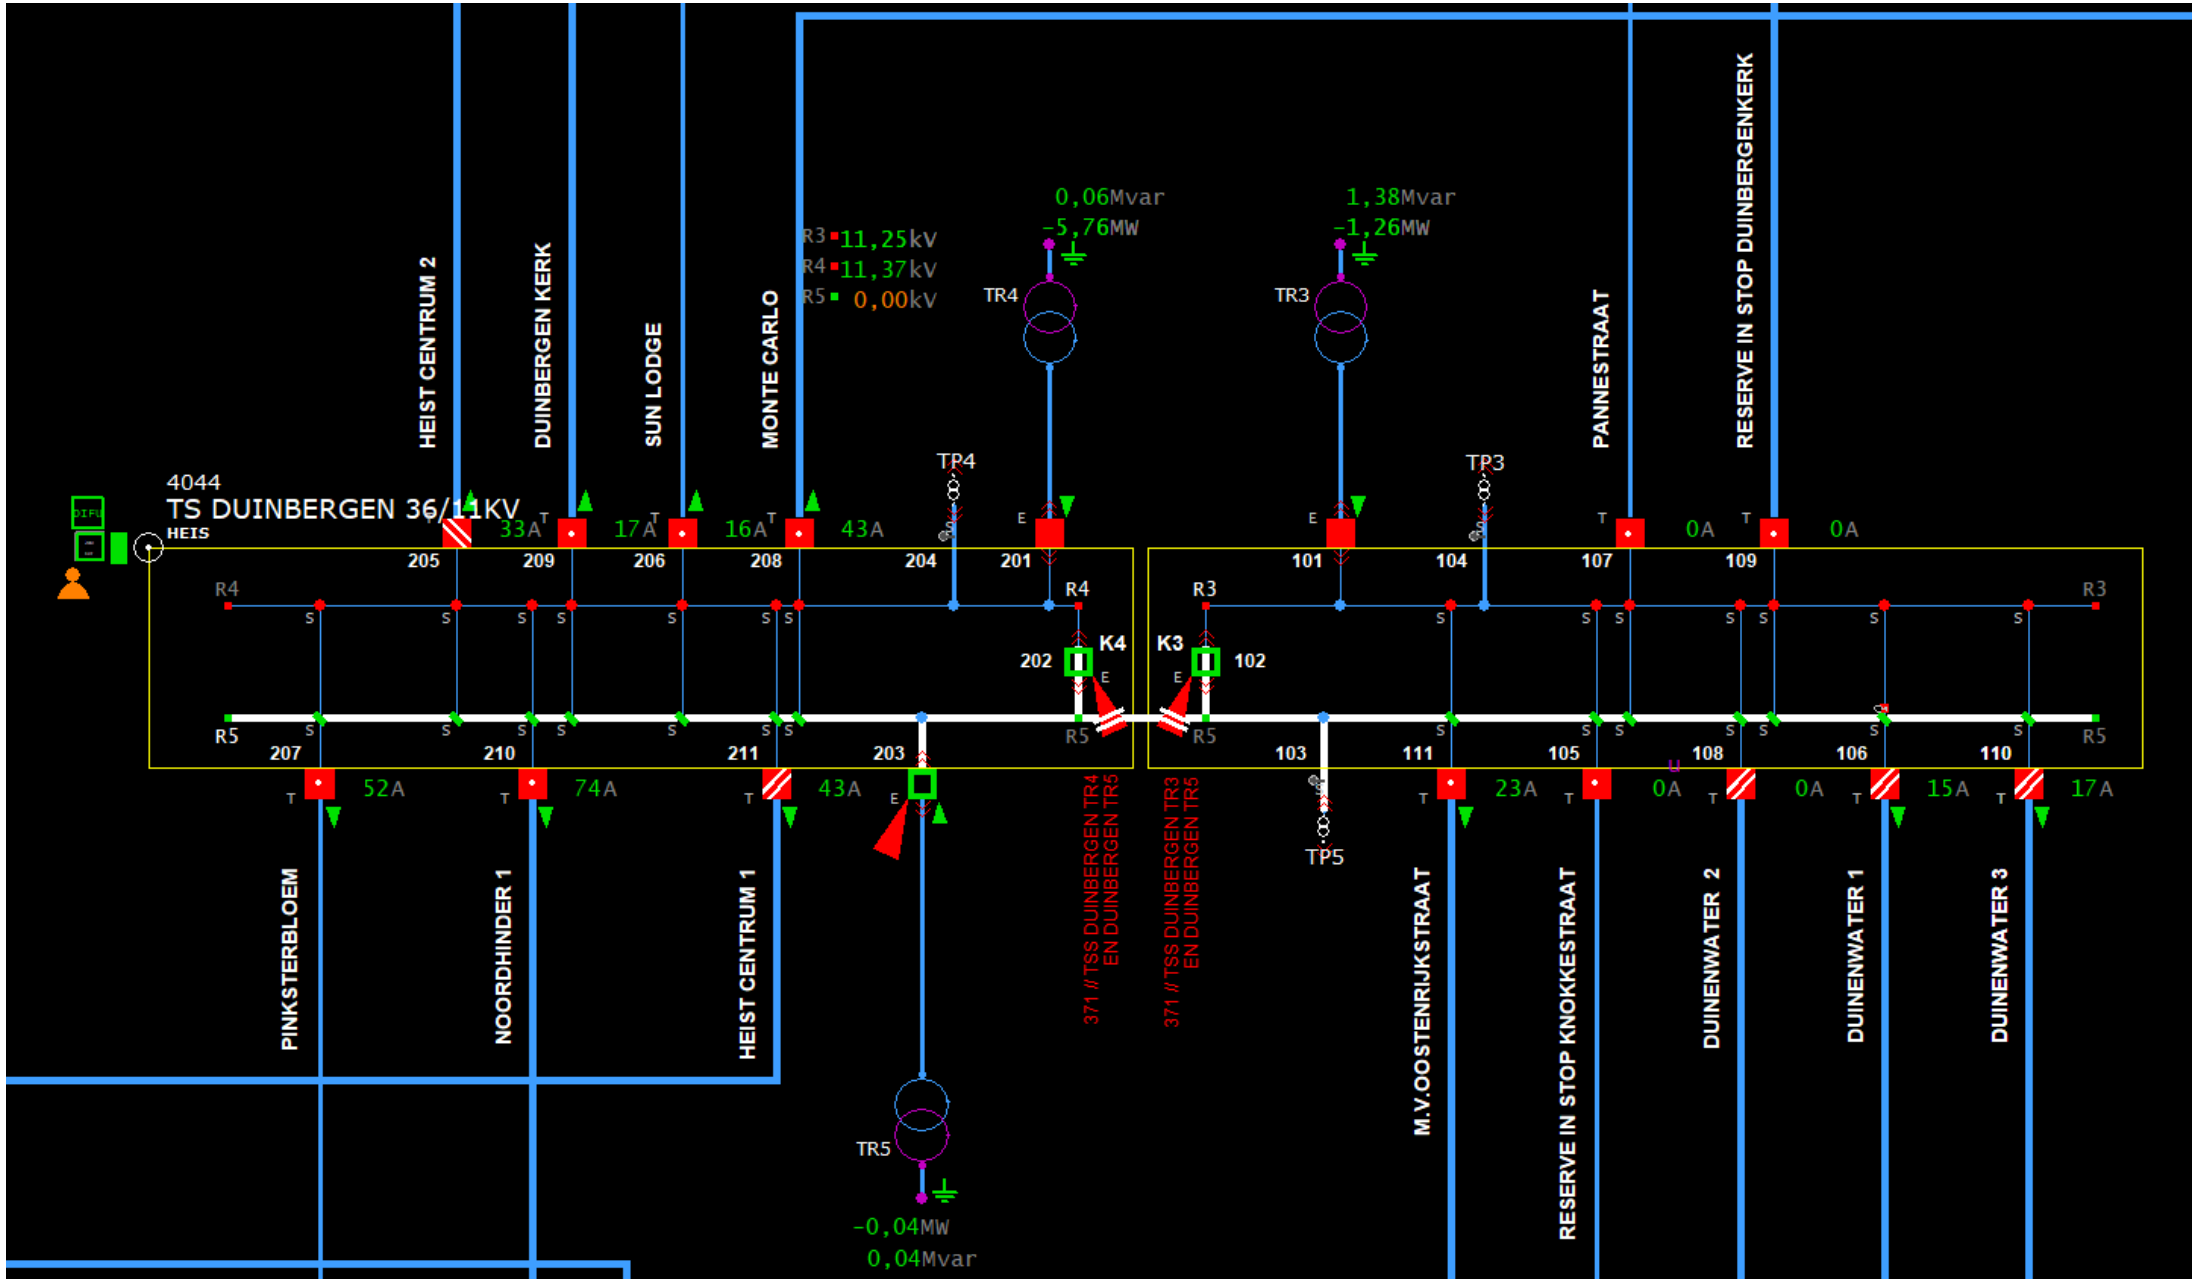 HEIST CENTRUM 2
DUINBERGEN KERK
SUN LODGE
MONTE CARLO
R3 11,25kV
R4 11,37kV
R5 0,00kV
0,06Mvar
-5,76MW
TR4
1,38Mvar
-1,26MW
TR3
PANNESTRAAT
RESERVE IN STOP DUINBERGENKERK
4044
TS DUINBERGEN 36/11KV
HEIS
DIFU
TP4
TP3
T 33A T 17A T 16A T 43A S E
E S T 0A T 0A
205 209 206 208 204 201
101 104 107 109
R4 R4
R3 R3
S S S S S S S
S S S S S S S
202 K4 E
K3 102 E
S S S S S S S
S S S S S S S
R5 R5
R5 R5
207 210 211 203
103 111 105 108 106 110
u
T 52A T 74A T 43A E
S T 23A T 0A T 0A T 15A T 17A
TP5
371 // TSS DUINBERGEN TR4
EN DUINBERGEN TR5
371 // TSS DUINBERGEN TR3
EN DUINBERGEN TR5
PINKSTERBLOEM
NOORDHINDER 1
HEIST CENTRUM 1
M.V.OOSTENRIJKSTRAAT
RESERVE IN STOP KNOKKESTRAAT
DUINENWATER 2
DUINENWATER 1
DUINENWATER 3
TR5
-0,04MW
0,04Mvar